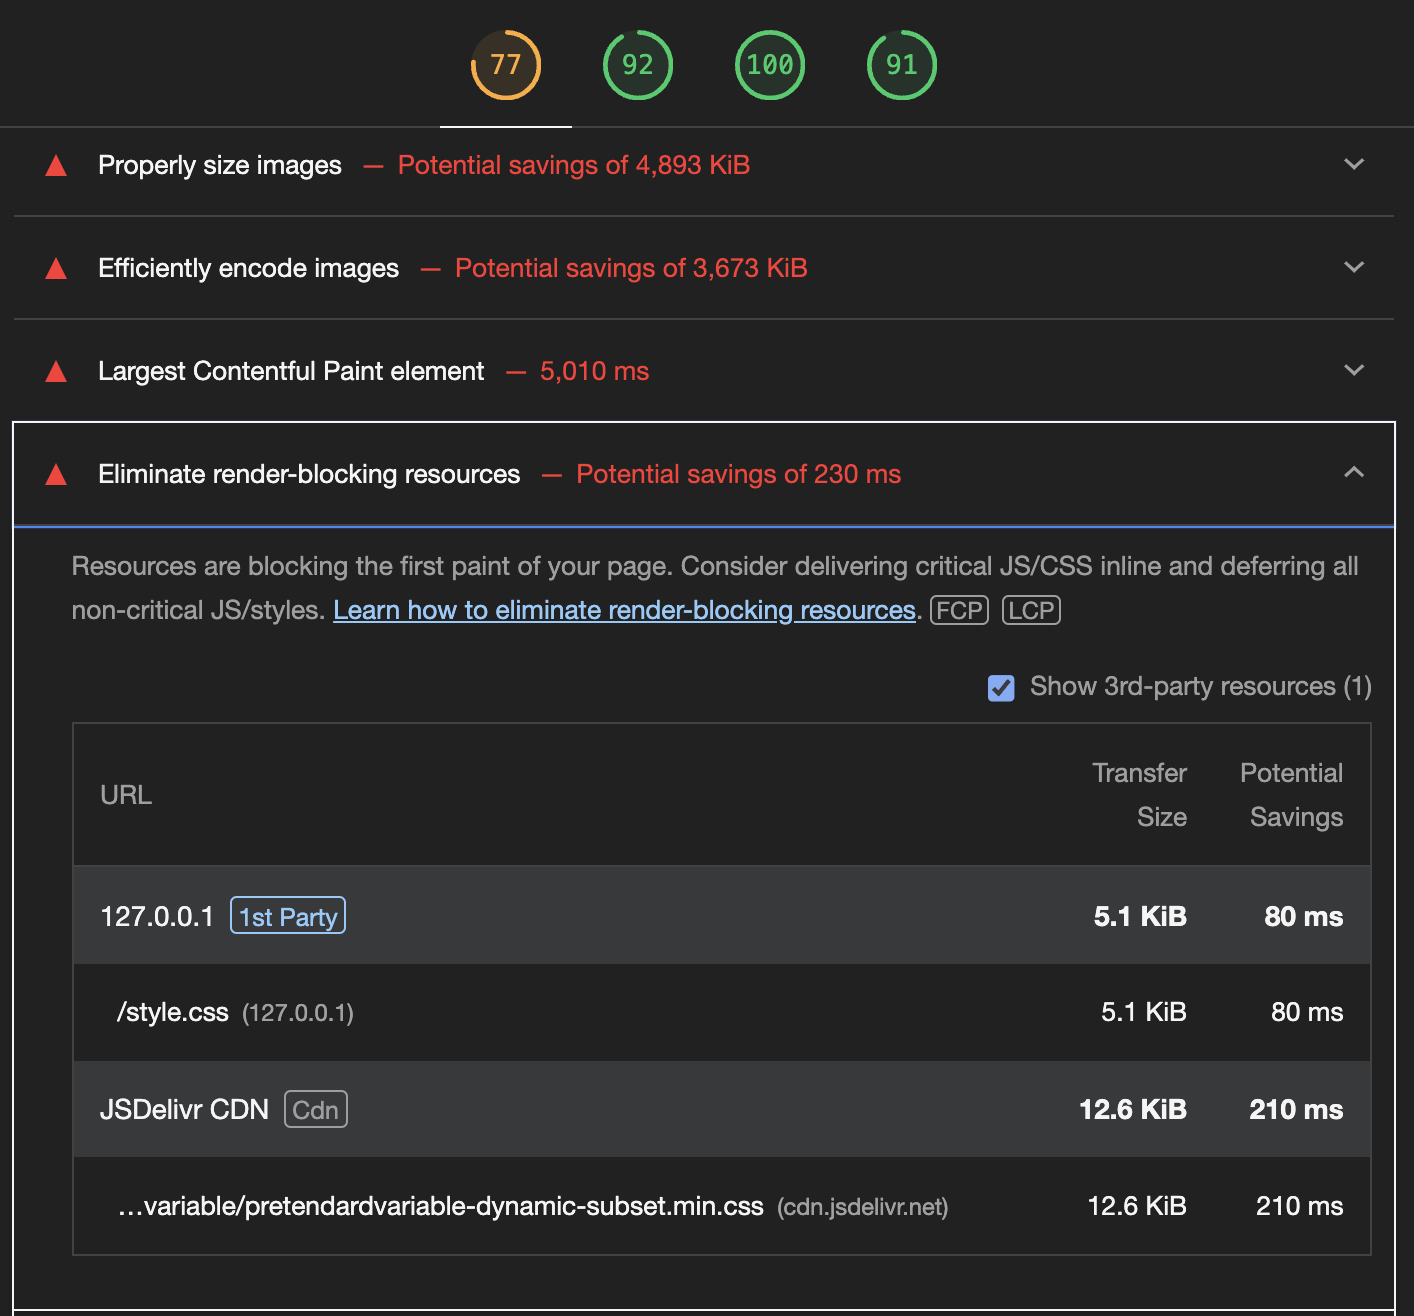 77 92 100 91
Properly size images — Potential savings of 4,893 KiB
Efficiently encode images — Potential savings of 3,673 KiB
Largest Contentful Paint element — 5,010 ms
Eliminate render-blocking resources — Potential savings of 230 ms
Resources are blocking the first paint of your page. Consider delivering critical JS/CSS inline and deferring all
non-critical JS/styles. Learn how to eliminate render-blocking resources. FCP LCP
Show 3rd-party resources (1)
URL Transfer Size Potential Savings
127.0.0.1 1st Party 5.1 KiB 80 ms
/style.css (127.0.0.1) 5.1 KiB 80 ms
JSDelivr CDN Cdn 12.6 KiB 210 ms
…variable/pretendardvariable-dynamic-subset.min.css (cdn.jsdelivr.net) 12.6 KiB 210 ms